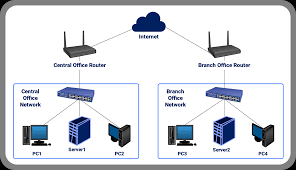 Internet
Central Office Router
Branch Office Router
Central
Office
Network
Branch
Office
Network
PC1
Server1
PC2
PC3
Server2
PC4